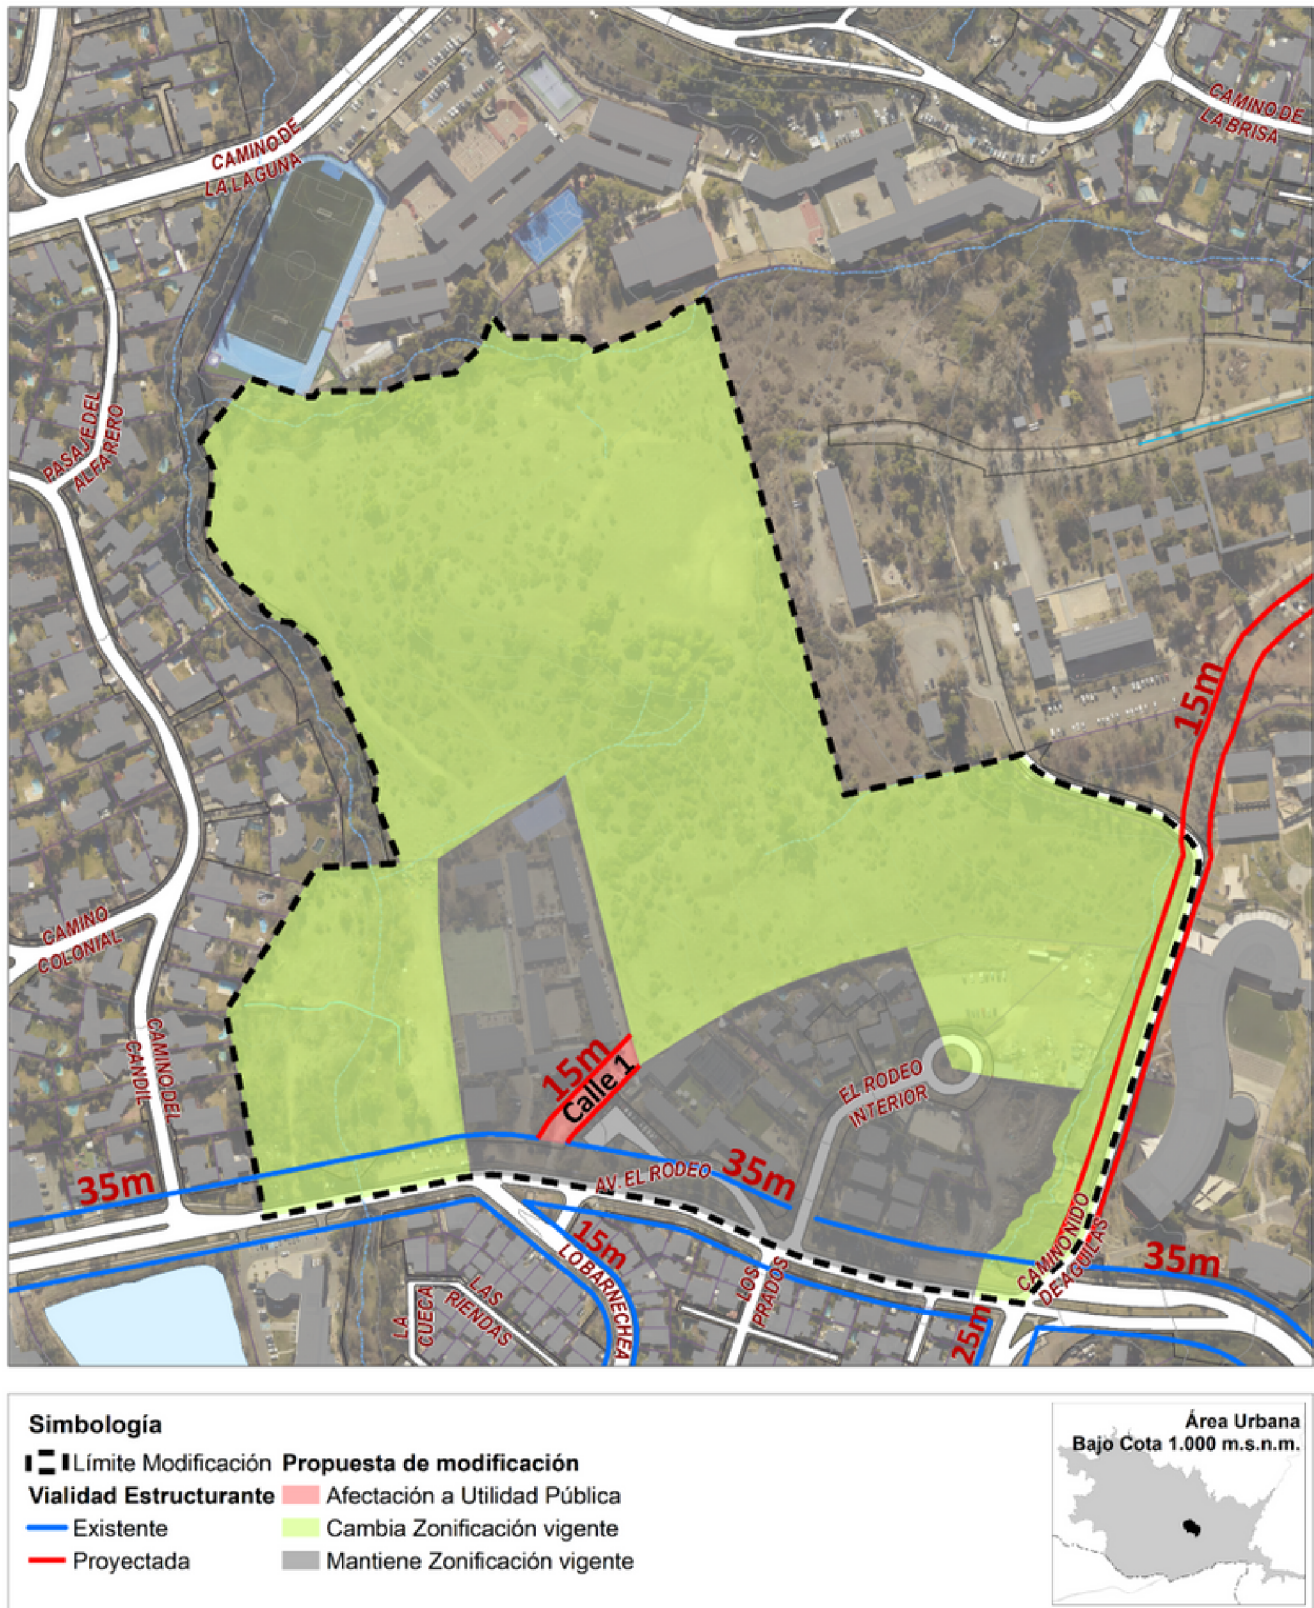 CAMINO DE
LA BRISA
CAMINO DE
LA LAGUNA
PASAJE DEL
ALFARERO
15m
CAMINO
COLONIAL
CAMINO DEL
CANDIL
15m
Calle 1
EL RODEO
INTERIOR
35m
AV. EL RODEO
35m
15m
LO BARNECHEA
LAS
RIENDAS
LA
CUECA
LOS
PRADOS
CAMINO NIDO
DE AGUILAS
35m
25m
Simbología
Límite Modificación
Vialidad Estructurante
Existente
Proyectada
Propuesta de modificación
Afectación a Utilidad Pública
Cambia Zonificación vigente
Mantiene Zonificación vigente
Área Urbana
Bajo Cota 1.000 m.s.n.m.